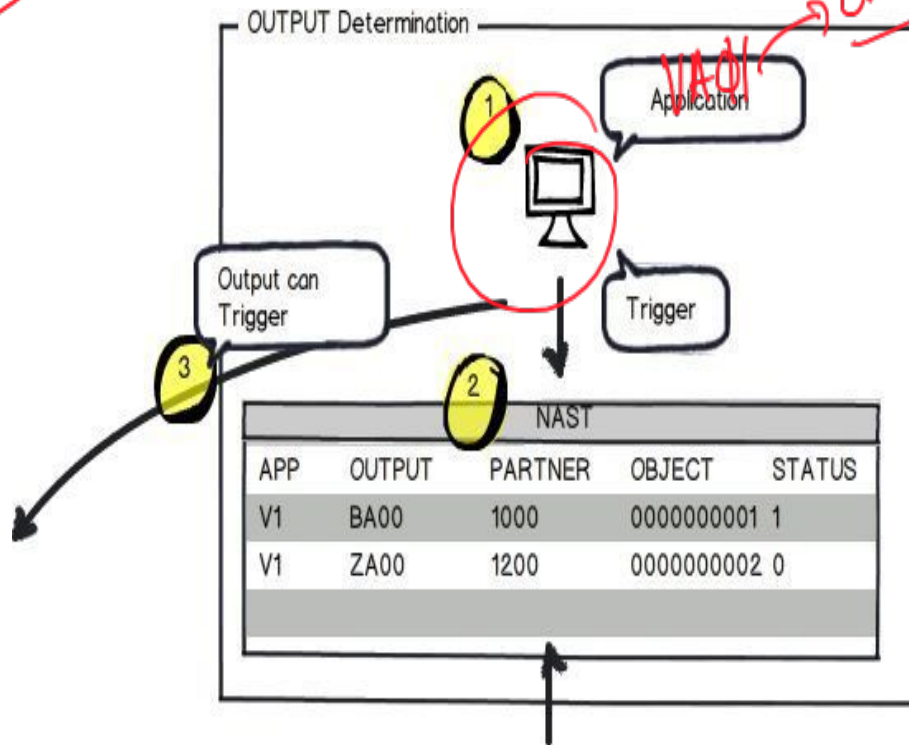 OUTPUT Determination
VA01
1
Application
Output can
Trigger
Trigger
3
2
NAST
APP OUTPUT PARTNER OBJECT STATUS
V1 BA00 1000 0000000001 1
V1 ZA00 1200 0000000002 0